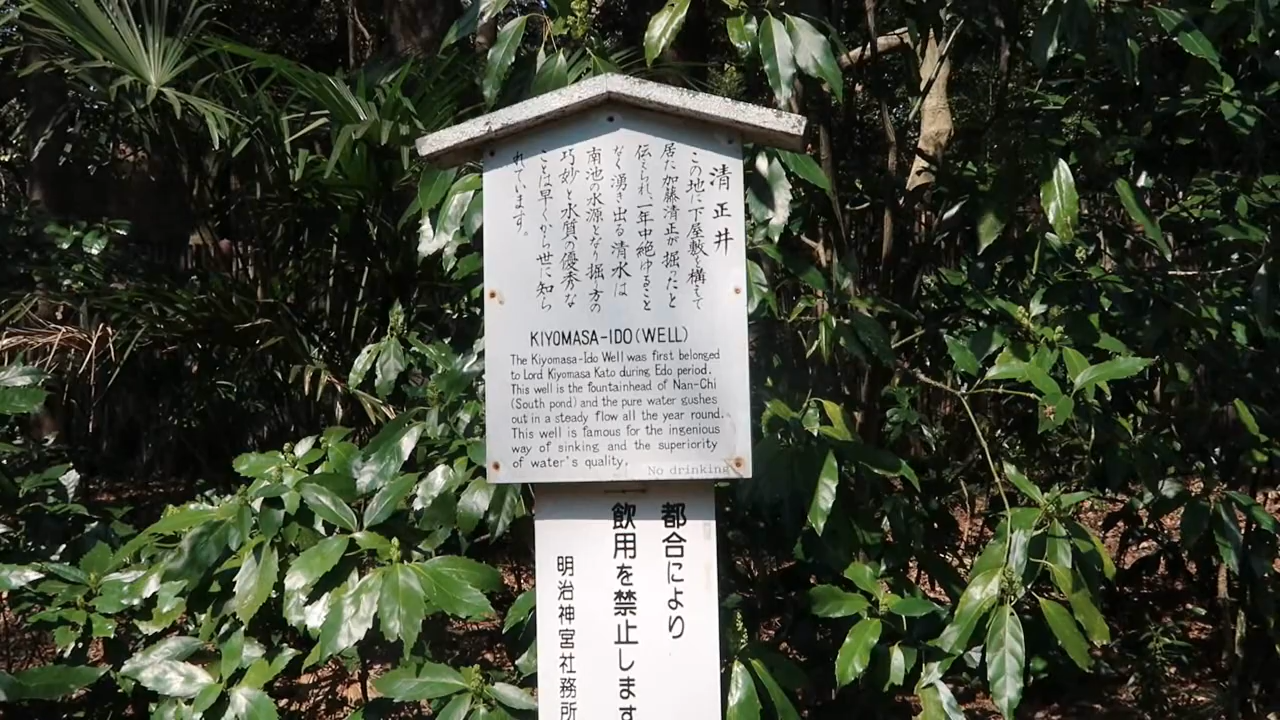 清正井
この地に下屋敷を構えて
居た加藤清正が掘ったと
伝えられ、一年中絶ゆること
なく湧き出る清水は
南池の水源となり掘り方の
巧妙と水質の優秀な
ことは早くから世に知ら
れています。
KIYOMASA-IDO (WELL)
The Kiyomasa-Ido Well was first belonged
to Lord Kiyomasa Kato during Edo period.
This well is the fountainhead of Nan-Chi
(South pond) and the pure water gushes
out in a steady flow all the year round.
This well is famous for the ingenious
way of sinking and the superiority
of water's quality.
No drinking
都合により
飲用を禁止します
明治神宮社務所